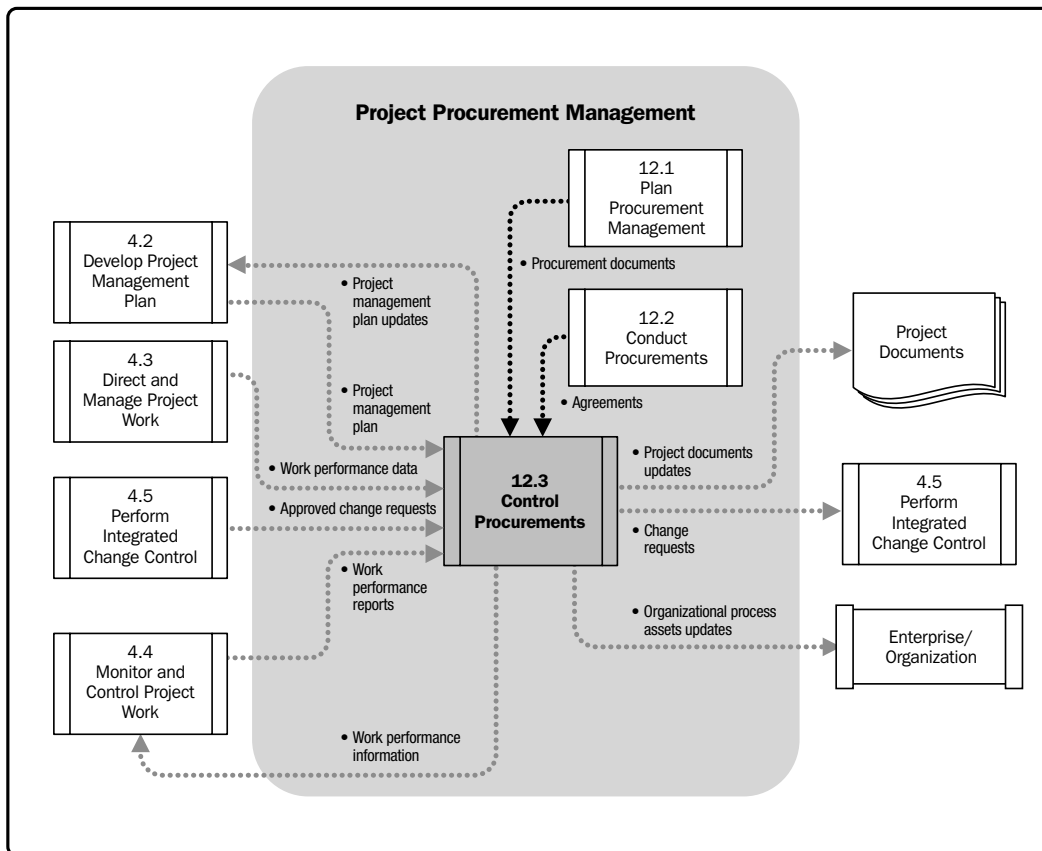 Project Procurement Management
12.1
Plan
Procurement
Management
4.2
Develop Project
Management
Plan
• Procurement documents
• Project
management
plan updates
12.2
Conduct
Procurements
Project
Documents
4.3
Direct and
Manage Project
Work
• Project
management
plan
• Agreements
• Work performance data
• Project documents
updates
12.3
Control
Procurements
4.5
Perform
Integrated
Change Control
• Approved change requests
4.5
Perform
Integrated
Change Control
• Change
requests
• Work
performance
reports
• Organizational process
assets updates
Enterprise/
Organization
4.4
Monitor and
Control Project
Work
• Work performance
information